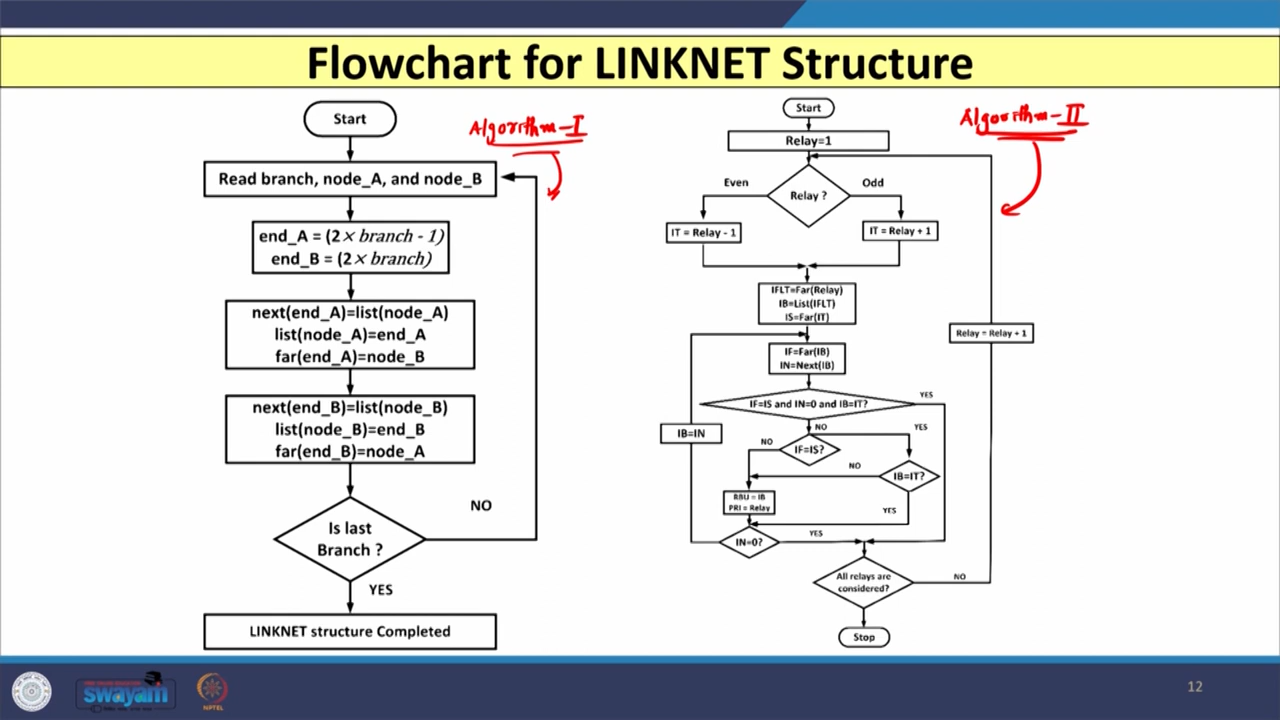 Flowchart for LINKNET Structure
Start
Algorithm-I
Read branch, node_A, and node_B
end_A = (2× branch - 1)
end_B = (2× branch)
next(end_A)=list(node_A)
list(node_A)=end_A
far(end_A)=node_B
next(end_B)=list(node_B)
list(node_B)=end_B
far(end_B)=node_A
Is last
Branch ?
NO
YES
LINKNET structure Completed
Start
Algorithm-II
Relay=1
Relay ?
Even
Odd
IT = Relay - 1
IT = Relay + 1
IFLT=Far(Relay)
IB=List(IFLT)
IS=Far(IT)
Relay = Relay + 1
IF=Far(IB)
IN=Next(IB)
IF=IS and IN=0 and IB=IT?
YES
NO
IB=IN
IF=IS?
YES
NO
IB=IT?
NO
RBU = IB
PRI = Relay
YES
IN=0?
YES
All relays are
considered?
NO
Stop
swayam
NPTEL
12